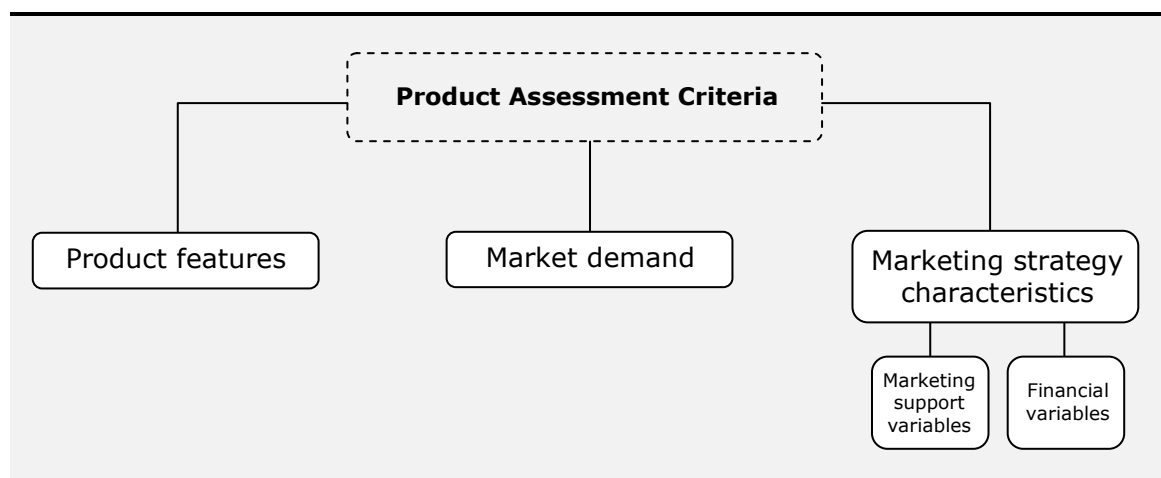 Product Assessment Criteria
Product features
Market demand
Marketing strategy
characteristics
Marketing
support
variables
Financial
variables